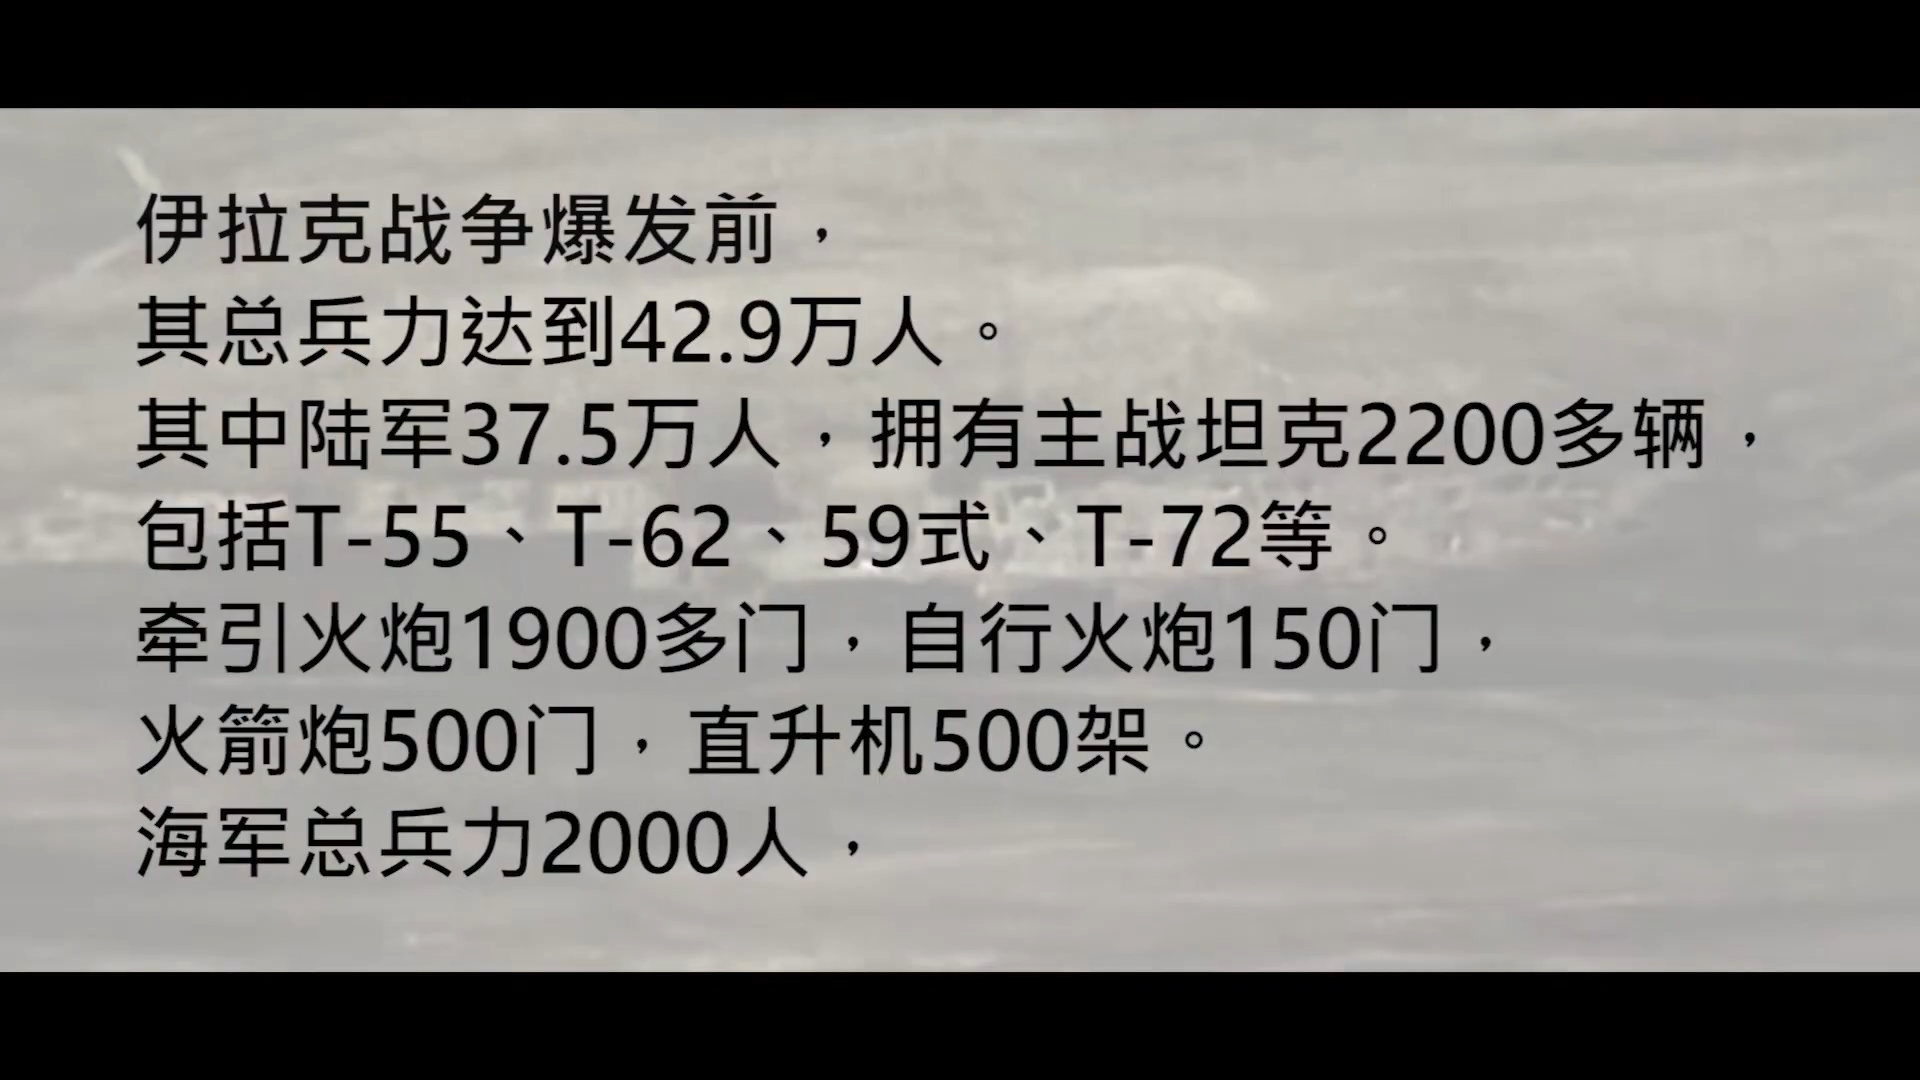 伊拉克战争爆发前，
其总兵力达到42.9万人。
其中陆军37.5万人，拥有主战坦克2200多辆，
包括T-55、T-62、59式、T-72等。
牵引火炮1900多门，自行火炮150门，
火箭炮500门，直升机500架。
海军总兵力2000人，